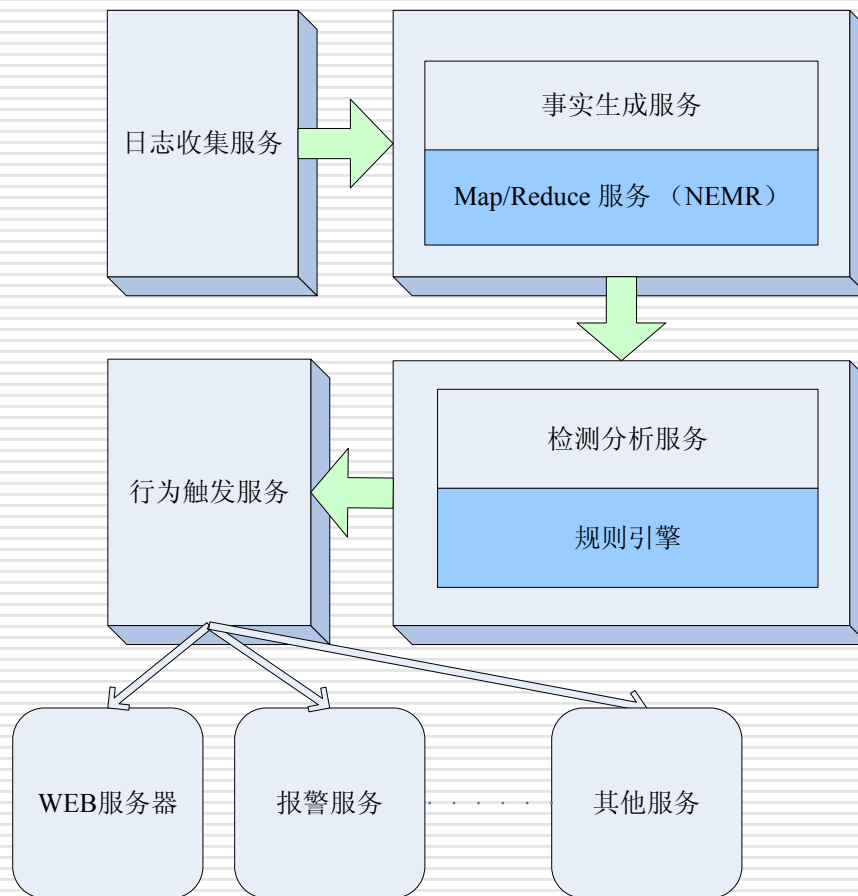 日志收集服务
事实生成服务
Map/Reduce 服务 （NEMR）
检测分析服务
行为触发服务
规则引擎
WEB服务器
报警服务
其他服务